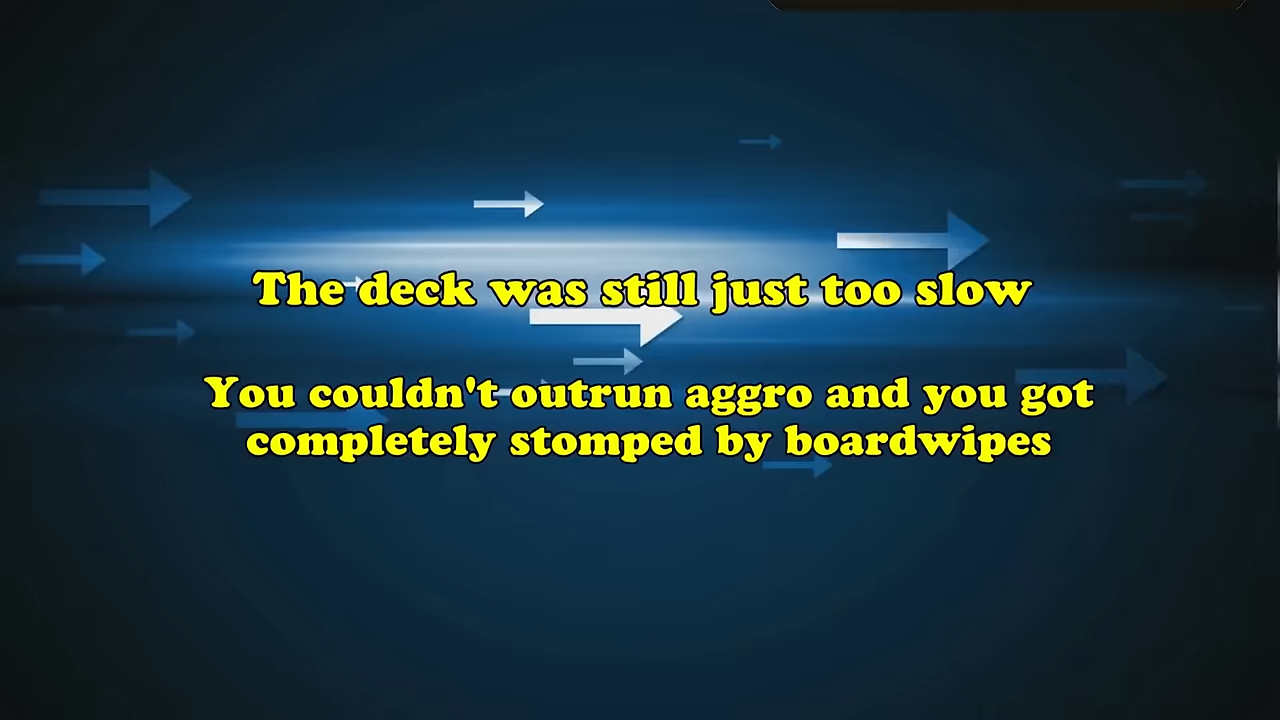 The deck was still just too slow
You couldn't outrun aggro and you got
completely stomped by boardwipes